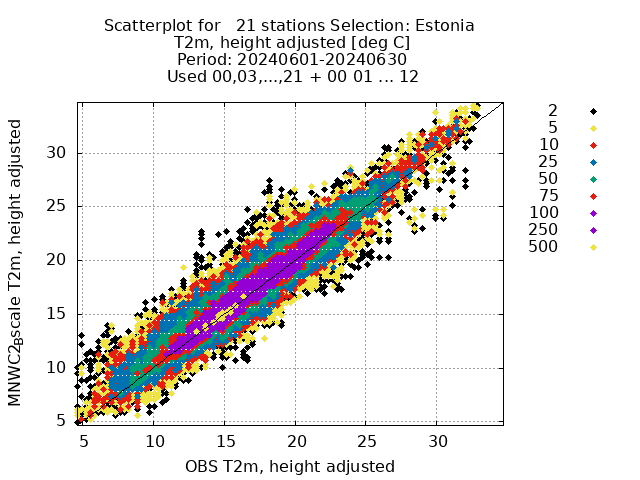 Scatterplot for   21 stations Selection: Estonia
T2m, height adjusted [deg C]
Period: 20240601-20240630
Used 00,03,...,21 + 00 01 ... 12
MNWC2_Bscale T2m, height adjusted
30
25
20
15
10
5
5 10 15 20 25 30
OBS T2m, height adjusted
2
5
10
25
50
75
100
250
500